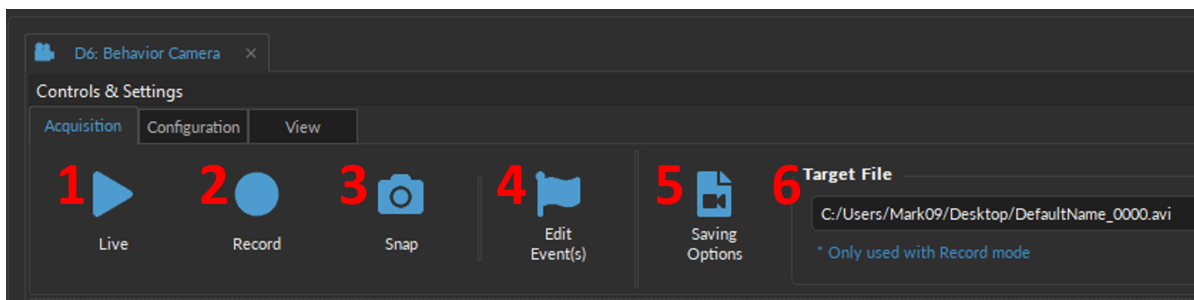 D6: Behavior Camera ×
Controls & Settings
Acquisition Configuration View
1 2 3 4 5 6
Target File
C:/Users/Mark09/Desktop/DefaultName_0000.avi
Live Record Snap Edit Saving
Event(s) Options
* Only used with Record mode